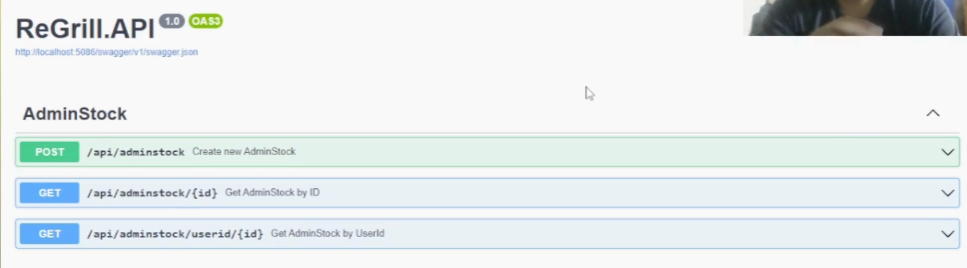 ReGrill.API 1.0 OAS3
http://localhost:5086/swagger/v1/swagger.json
AdminStock
POST /api/adminstock Create new AdminStock
GET /api/adminstock/{id} Get AdminStock by ID
GET /api/adminstock/userid/{id} Get AdminStock by UserId